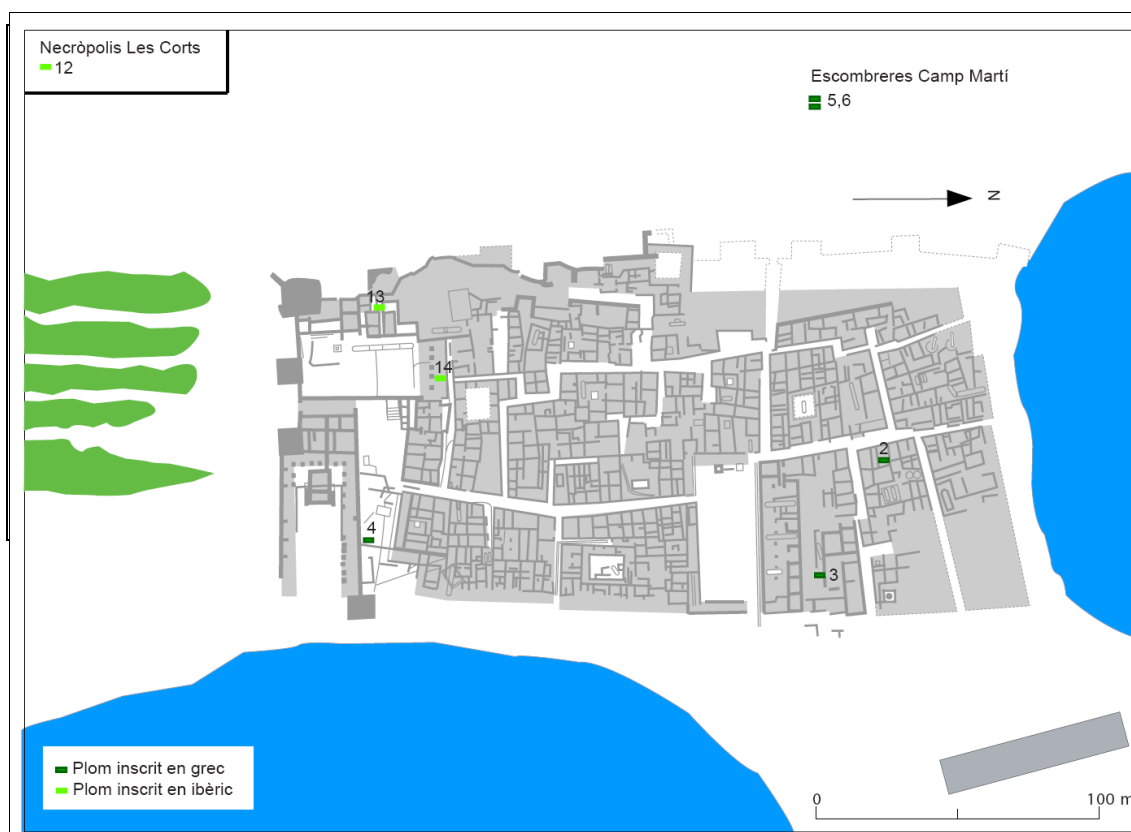 Necròpolis Les Corts
12
Escombreres Camp Martí
5,6
N
13
14
2
4
3
Plom inscrit en grec
Plom inscrit en ibèric
0 100 m